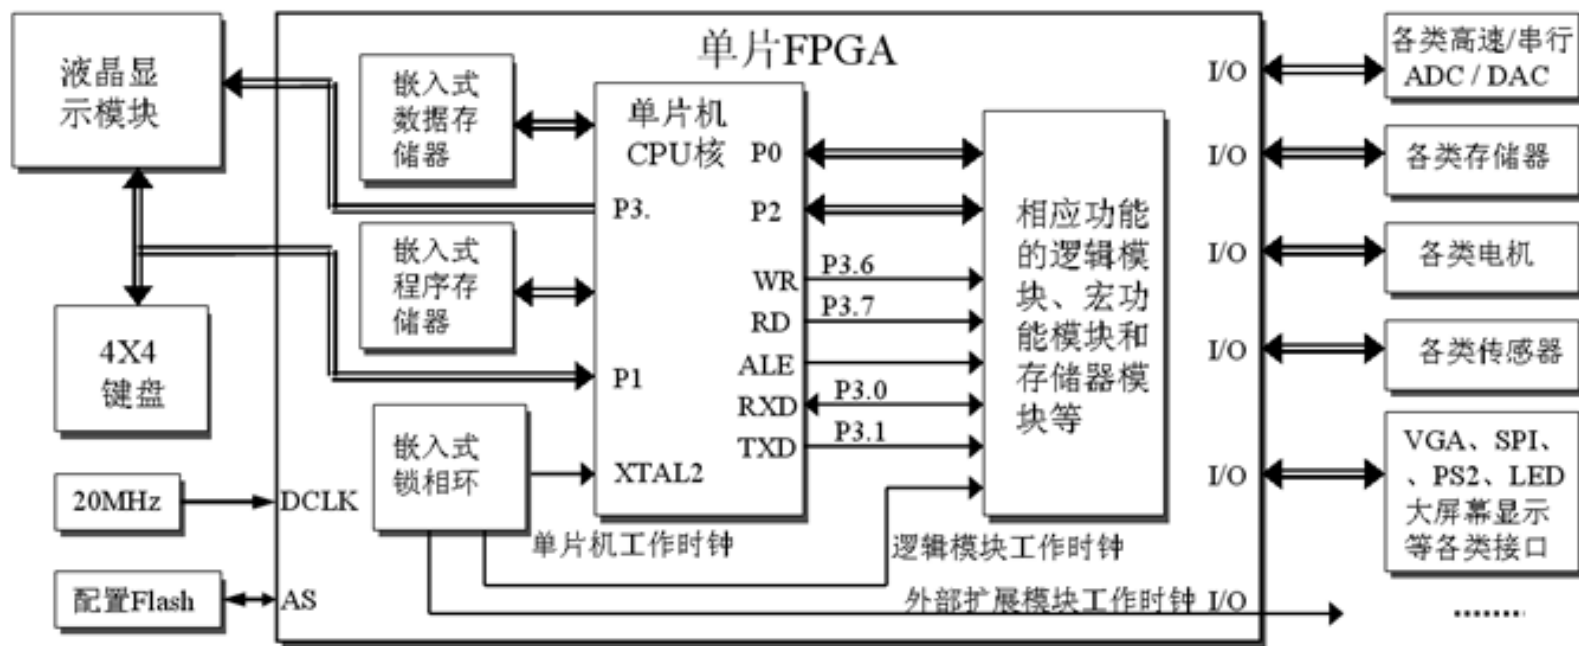 单片FPGA
液晶显
示模块
4X4
键盘
20MHz
配置Flash
DCLK
AS
嵌入式
数据存
储器
嵌入式
程序存
储器
嵌入式
锁相环
单片机
CPU核
P3.
P1
XTAL2
P0
P2
WR
RD
ALE
RXD
TXD
P3.6
P3.7
P3.0
P3.1
相应功能
的逻辑模
块、宏功
能模块和
存储器模
块等
单片机工作时钟
逻辑模块工作时钟
外部扩展模块工作时钟
I/O
I/O
I/O
I/O
I/O
I/O
各类高速/串行
ADC / DAC
各类存储器
各类电机
各类传感器
VGA、SPI、
、PS2、LED
大屏幕显示
等各类接口
........